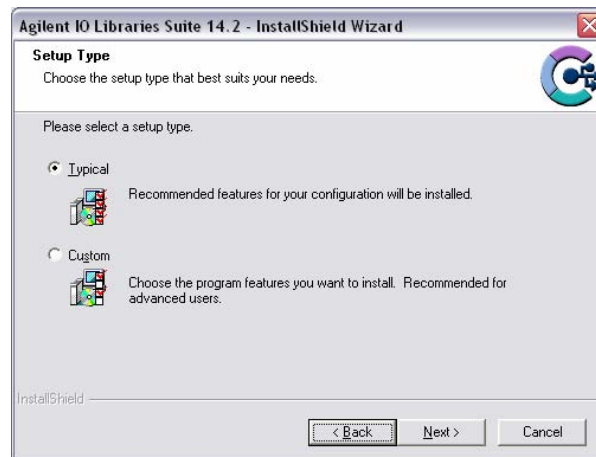 Agilent IO Libraries Suite 14.2 - InstallShield Wizard
Setup Type
Choose the setup type that best suits your needs.
Please select a setup type.
Typical
Recommended features for your configuration will be installed.
Custom
Choose the program features you want to install. Recommended for
advanced users.
InstallShield
< Back Next > Cancel